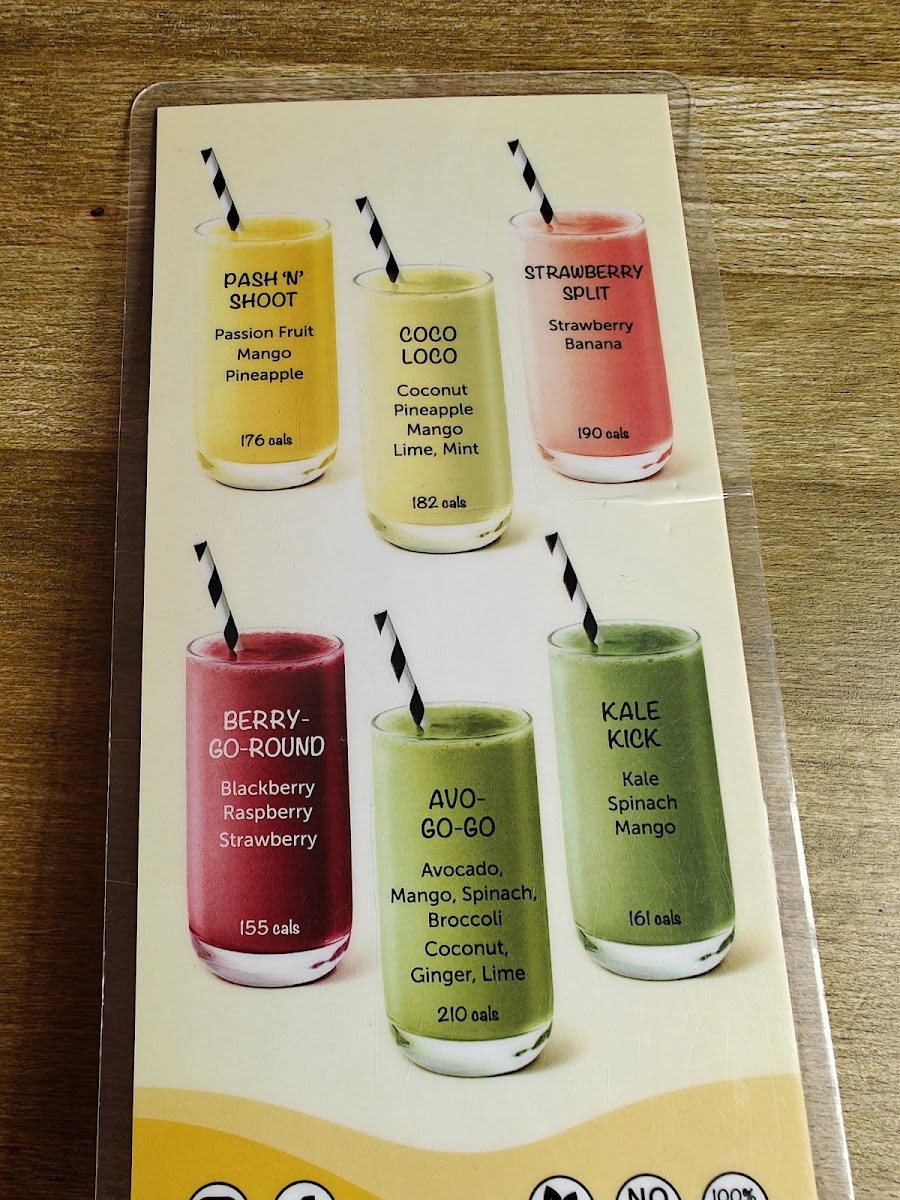 PASH 'N'
SHOOT
Passion Fruit
Mango
Pineapple
176 cals
COCO
LOCO
Coconut
Pineapple
Mango
Lime, Mint
182 cals
STRAWBERRY
SPLIT
Strawberry
Banana
190 cals
BERRY-
GO-ROUND
Blackberry
Raspberry
Strawberry
155 cals
AVO-
GO-GO
Avocado,
Mango, Spinach,
Broccoli
Coconut,
Ginger, Lime
210 cals
KALE
KICK
Kale
Spinach
Mango
161 cals
NO
100%